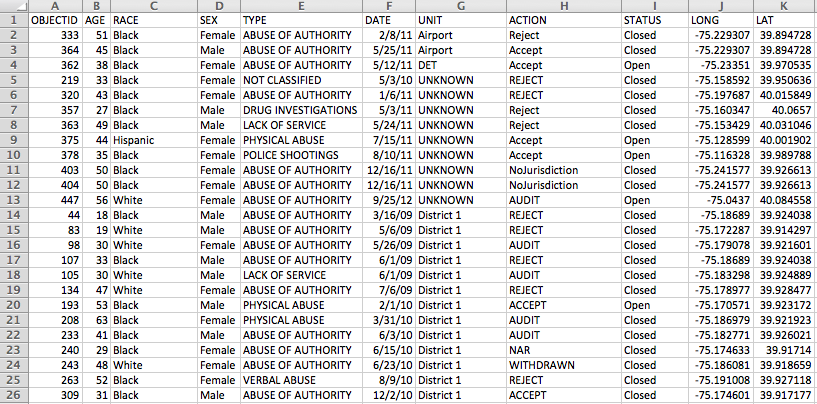 A B C D E F G H I J K
1 OBJECTID AGE RACE SEX TYPE DATE UNIT ACTION STATUS LONG LAT
2 333 51 Black Female ABUSE OF AUTHORITY 2/8/11 Airport Reject Closed -75.229307 39.894728
3 364 45 Black Male ABUSE OF AUTHORITY 5/25/11 Airport Accept Closed -75.229307 39.894728
4 362 38 Black Female ABUSE OF AUTHORITY 5/12/11 DET Accept Open -75.23351 39.970535
5 219 33 Black Female NOT CLASSIFIED 5/3/10 UNKNOWN REJECT Closed -75.158592 39.950636
6 320 43 Black Female ABUSE OF AUTHORITY 1/6/11 UNKNOWN REJECT Closed -75.197687 40.015849
7 357 27 Black Male DRUG INVESTIGATIONS 5/3/11 UNKNOWN Reject Closed -75.160347 40.0657
8 363 49 Black Male LACK OF SERVICE 5/24/11 UNKNOWN Reject Closed -75.153429 40.031046
9 375 44 Hispanic Female PHYSICAL ABUSE 7/15/11 UNKNOWN Accept Open -75.128599 40.001902
10 378 35 Black Female POLICE SHOOTINGS 8/10/11 UNKNOWN Accept Open -75.116328 39.989788
11 403 50 Black Female ABUSE OF AUTHORITY 12/16/11 UNKNOWN NoJurisdiction Closed -75.241577 39.926613
12 404 50 Black Female ABUSE OF AUTHORITY 12/16/11 UNKNOWN NoJurisdiction Closed -75.241577 39.926613
13 447 56 White Female ABUSE OF AUTHORITY 9/25/12 UNKNOWN AUDIT Open -75.0437 40.084558
14 44 18 Black Male ABUSE OF AUTHORITY 3/16/09 District 1 REJECT Closed -75.18689 39.924038
15 83 19 White Male ABUSE OF AUTHORITY 5/6/09 District 1 REJECT Closed -75.172287 39.914297
16 98 30 White Female ABUSE OF AUTHORITY 5/26/09 District 1 AUDIT Closed -75.179078 39.921601
17 107 33 Black Male ABUSE OF AUTHORITY 6/1/09 District 1 REJECT Closed -75.18689 39.924038
18 105 30 White Male LACK OF SERVICE 6/1/09 District 1 AUDIT Closed -75.183298 39.924889
19 134 47 White Female ABUSE OF AUTHORITY 7/6/09 District 1 REJECT Closed -75.178977 39.928477
20 193 53 Black Male PHYSICAL ABUSE 2/1/10 District 1 ACCEPT Open -75.170571 39.923172
21 208 63 Black Female PHYSICAL ABUSE 3/31/10 District 1 AUDIT Closed -75.186979 39.921923
22 233 41 Black Male ABUSE OF AUTHORITY 6/3/10 District 1 AUDIT Closed -75.182771 39.926021
23 240 29 Black Female ABUSE OF AUTHORITY 6/15/10 District 1 NAR Closed -75.174633 39.91714
24 243 48 White Female ABUSE OF AUTHORITY 6/23/10 District 1 WITHDRAWN Closed -75.186081 39.918659
25 263 52 Black Female VERBAL ABUSE 8/9/10 District 1 REJECT Closed -75.191008 39.927118
26 309 31 Black Male ABUSE OF AUTHORITY 12/2/10 District 1 ACCEPT Closed -75.174601 39.917177